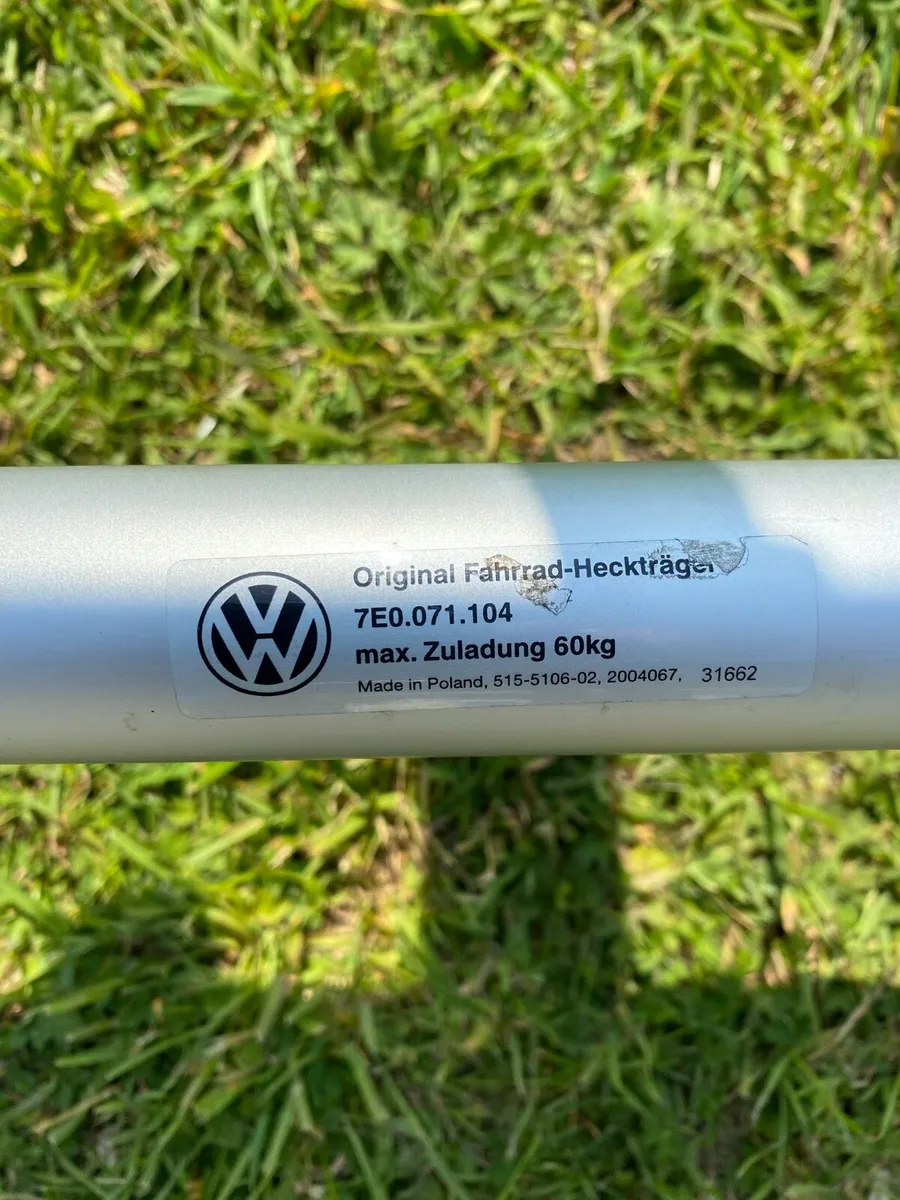 Original Fahrrad-Heckträger
7E0.071.104
max. Zuladung 60kg
Made in Poland, 515-5106-02, 2004067, 31662